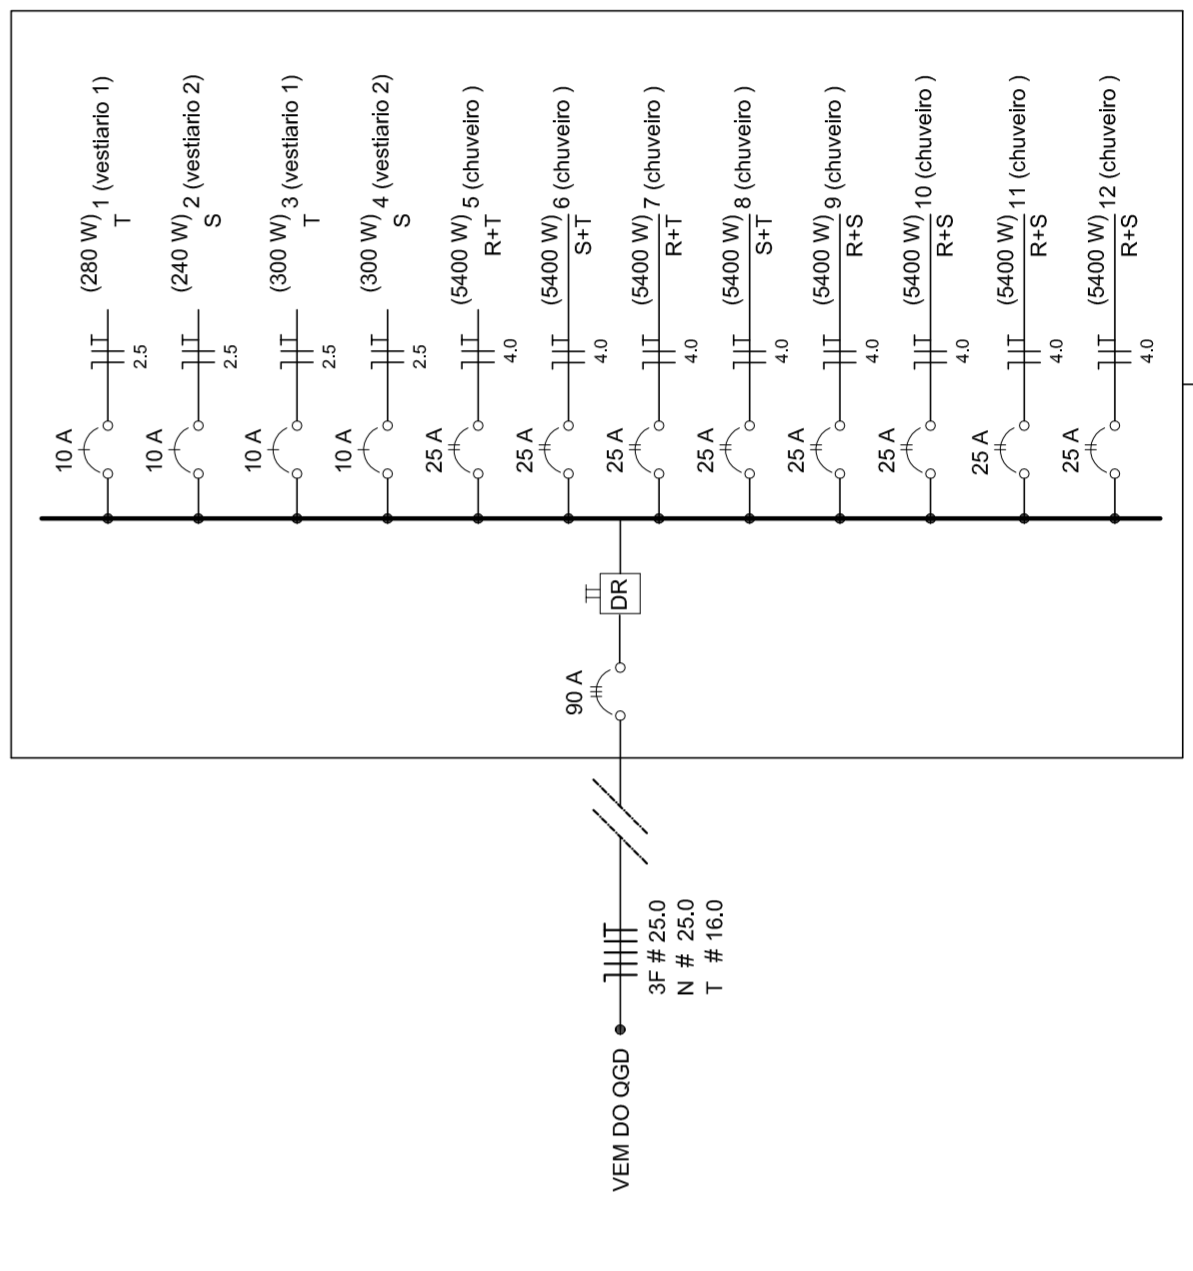 10 A 2.5 (280 W) 1 (vestiario 1)
T
10 A 2.5 (240 W) 2 (vestiario 2)
S
10 A 2.5 (300 W) 3 (vestiario 1)
T
10 A 2.5 (300 W) 4 (vestiario 2)
S
25 A 4.0 (5400 W) 5 (chuveiro )
R+T
25 A 4.0 (5400 W) 6 (chuveiro )
S+T
25 A 4.0 (5400 W) 7 (chuveiro )
R+T
25 A 4.0 (5400 W) 8 (chuveiro )
S+T
25 A 4.0 (5400 W) 9 (chuveiro )
R+S
25 A 4.0 (5400 W) 10 (chuveiro )
R+S
25 A 4.0 (5400 W) 11 (chuveiro )
R+S
25 A 4.0 (5400 W) 12 (chuveiro )
R+S
DR
90 A
3F # 25.0
N # 25.0
T # 16.0
VEM DO QGD